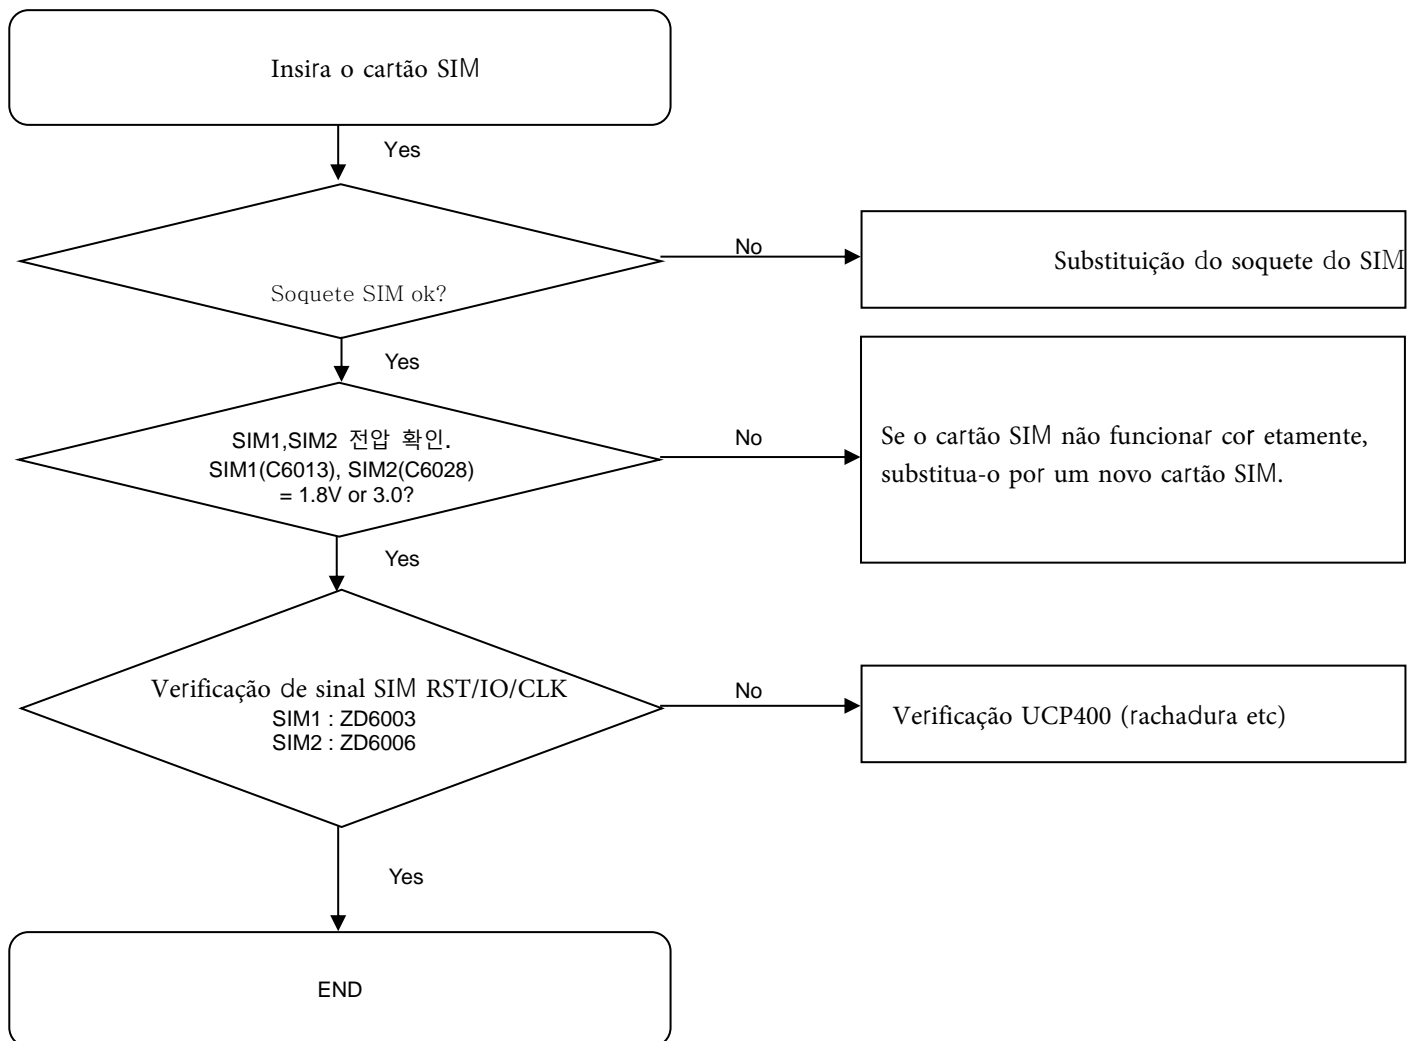 Insira o cartão SIM
Yes
Soquete SIM ok?
No
Substituição do soquete do SIM
Yes
SIM1,SIM2 전압 확인.
SIM1(C6013), SIM2(C6028)
= 1.8V or 3.0?
No
Se o cartão SIM não funcionar cor etamente,
substitua-o por um novo cartão SIM.
Yes
Verificação de sinal SIM RST/IO/CLK
SIM1 : ZD6003
SIM2 : ZD6006
No
Verificação UCP400 (rachadura etc)
Yes
END